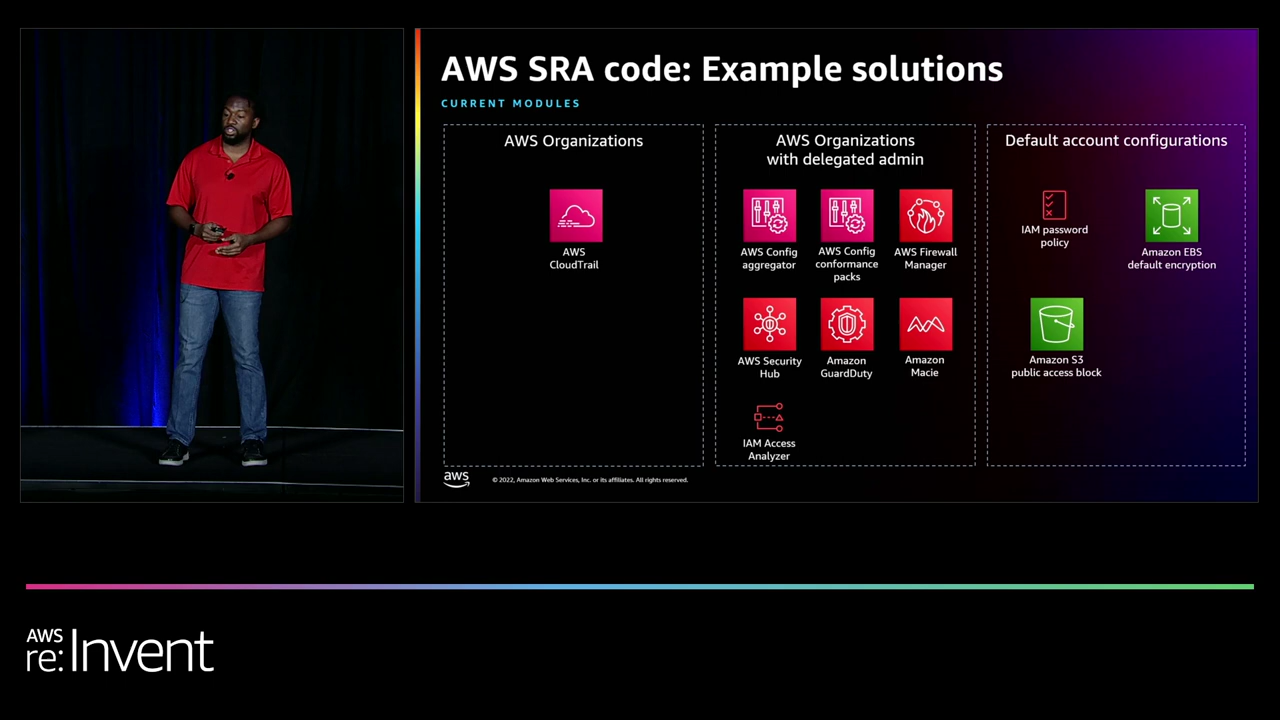 AWS SRA code: Example solutions
CURRENT MODULES
AWS Organizations
AWS
CloudTrail
AWS Organizations
with delegated admin
AWS Config
aggregator
AWS Config
conformance
packs
AWS Firewall
Manager
AWS Security
Hub
Amazon
GuardDuty
Amazon
Macie
IAM Access
Analyzer
Default account configurations
IAM password
policy
Amazon EBS
default encryption
Amazon S3
public access block
aws
© 2022, Amazon Web Services, Inc. or its affiliates. All rights reserved.
AWS
re:Invent